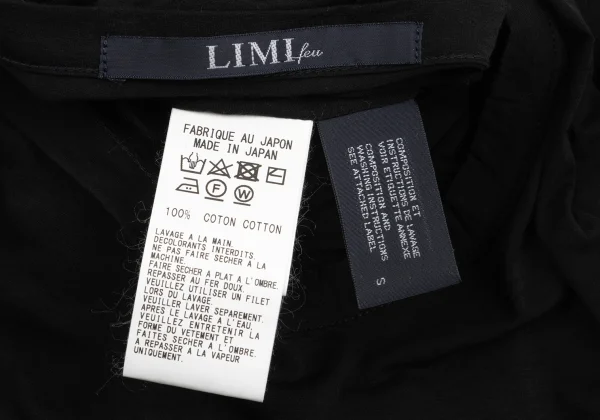 LIMI feu
FABRIQUE AU JAPON
MADE IN JAPAN
100% COTON COTTON
LAVAGE A LA MAIN.
DECOLORANTS INTERDITS.
NE PAS FAIRE SECHER A LA
MACHINE.
FAIRE SECHER A PLAT A L'OMBRE.
REPASSER AU FER DOUX.
VEUILLEZ UTILISER UN FILET
LORS DU LAVAGE.
VEUILLER LAVER SEPAREMENT.
APRES LE LAVAGE A L'EAU,
VEUILLEZ ENTRETENIR LA
FORME DU VETEMENT ET
FAITES SECHER A L'OMBRE.
A REPASSER A LA VAPEUR
UNIQUEMENT.
COMPOSITION ET
INSTRUCTIONS DE LAVAGE
VOIR ETIQUETTE ANNEXE
COMPOSITION AND
WASHING INSTRUCTIONS
SEE ATTACHED LABEL
S